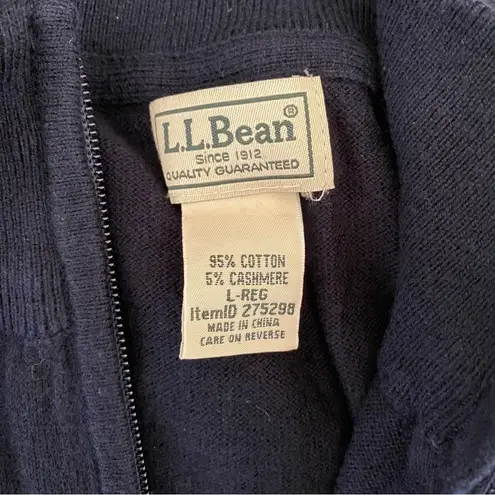 L.L.Bean®
Since 1912
QUALITY GUARANTEED
95% COTTON
5% CASHMERE
L-REG
ItemID 275298
MADE IN CHINA
CARE ON REVERSE